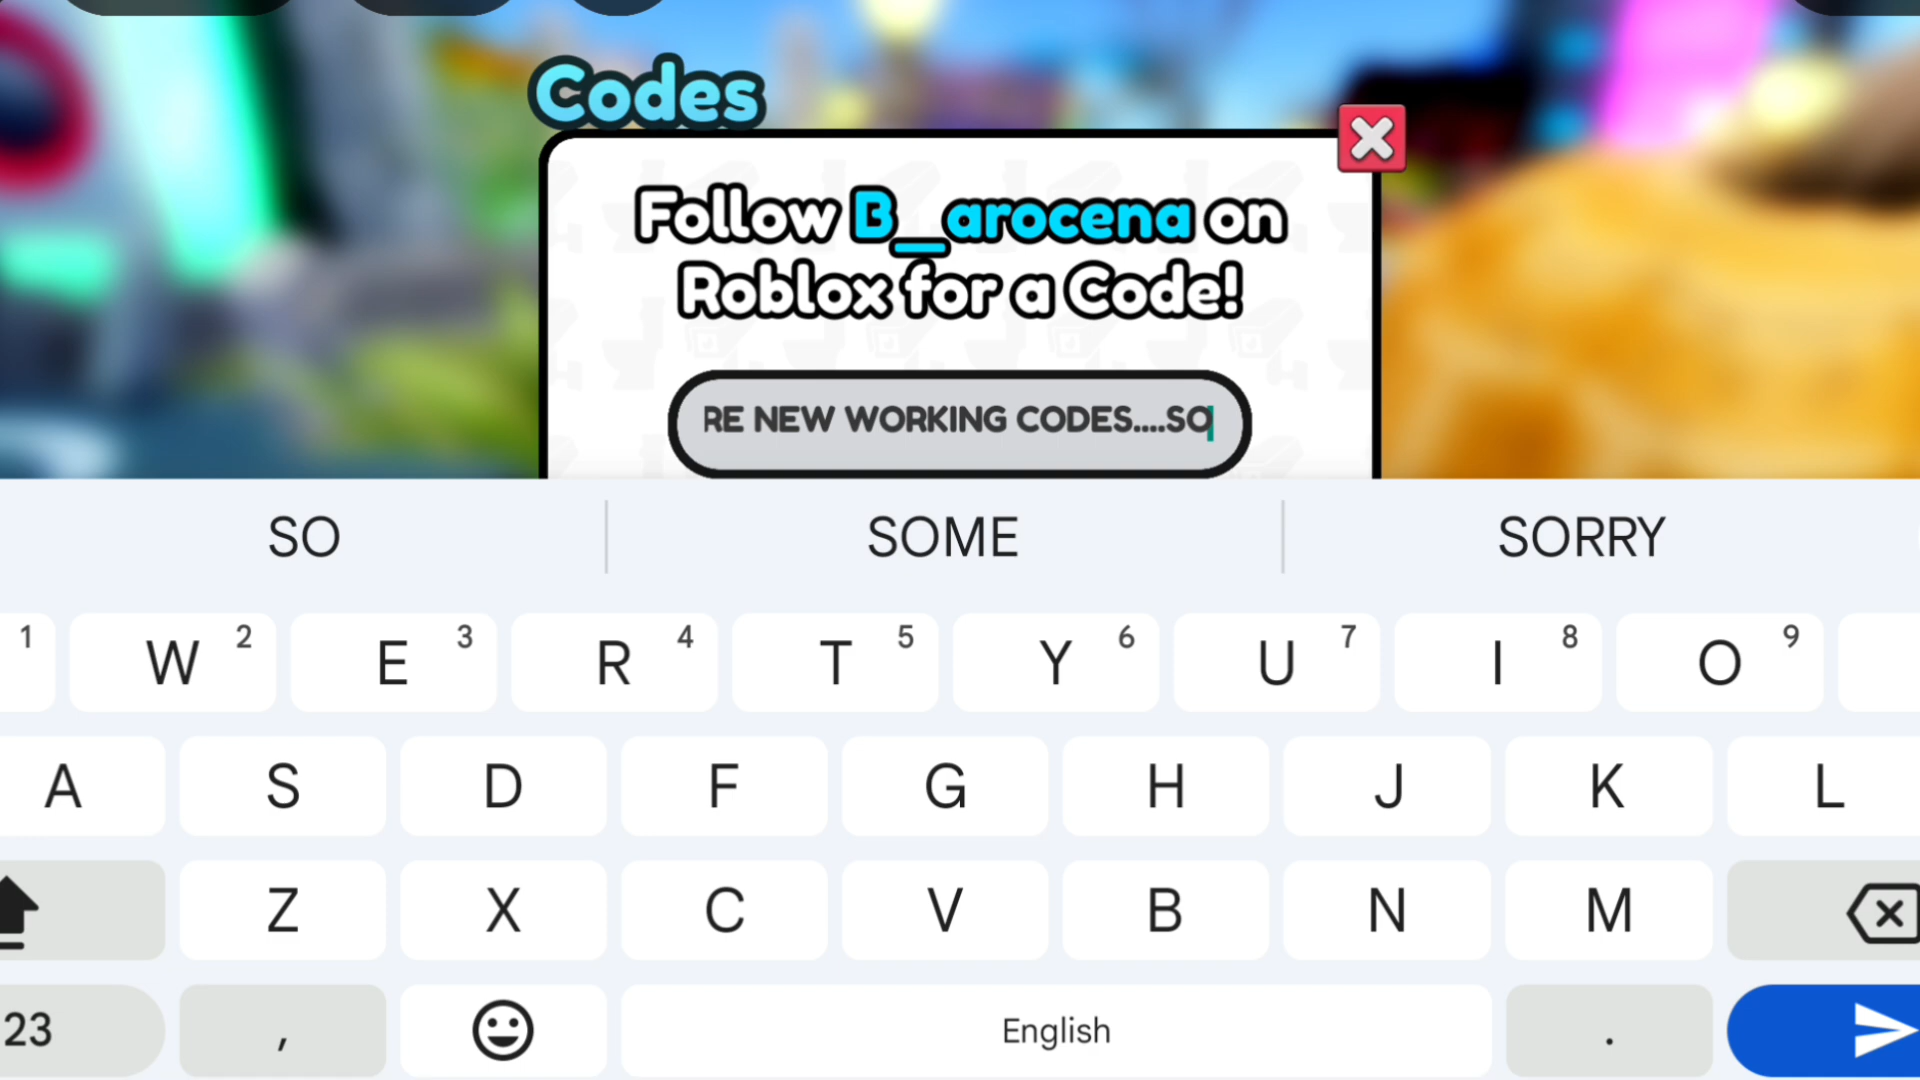 Codes
Follow B__arocena on
Roblox for a Code!
RE NEW WORKING CODES....SO
SO SOME SORRY
1 W 2 E 3 R 4 T 5 Y 6 U 7 I 8 O 9
A S D F G H J K L
Z X C V B N M
23 , English .